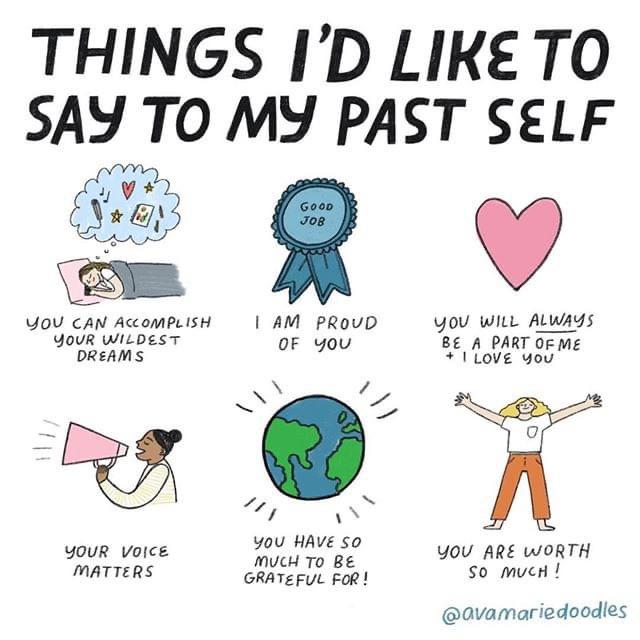 THINGS I'D LIKE TO
SAY TO MY PAST SELF
GOOD
JOB
YOU CAN ACCOMPLISH
YOUR WILDEST
DREAMS
I AM PROUD
OF YOU
YOU WILL ALWAYS
BE A PART OF ME
+ I LOVE YOU
YOUR VOICE
MATTERS
YOU HAVE SO
MUCH TO BE
GRATEFUL FOR!
YOU ARE WORTH
SO MUCH!
@avamariedoodles